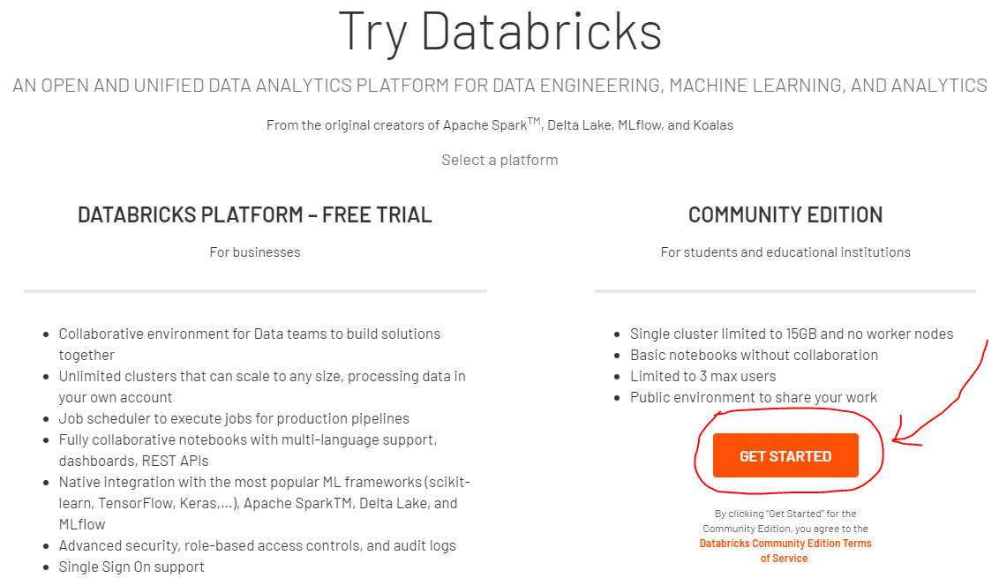 Try Databricks
AN OPEN AND UNIFIED DATA ANALYTICS PLATFORM FOR DATA ENGINEERING, MACHINE LEARNING, AND ANALYTICS
From the original creators of Apache Spark™, Delta Lake, MLflow, and Koalas
Select a platform
DATABRICKS PLATFORM – FREE TRIAL
For businesses
• Collaborative environment for Data teams to build solutions
together
• Unlimited clusters that can scale to any size, processing data in
your own account
• Job scheduler to execute jobs for production pipelines
• Fully collaborative notebooks with multi-language support,
dashboards, REST APIs
• Native integration with the most popular ML frameworks (scikit-
learn, TensorFlow, Keras,...), Apache SparkTM, Delta Lake, and
MLflow
• Advanced security, role-based access controls, and audit logs
• Single Sign On support
COMMUNITY EDITION
For students and educational institutions
• Single cluster limited to 15GB and no worker nodes
• Basic notebooks without collaboration
• Limited to 3 max users
• Public environment to share your work
GET STARTED
By clicking "Get Started" for the
Community Edition, you agree to the
Databricks Community Edition Terms
of Service.